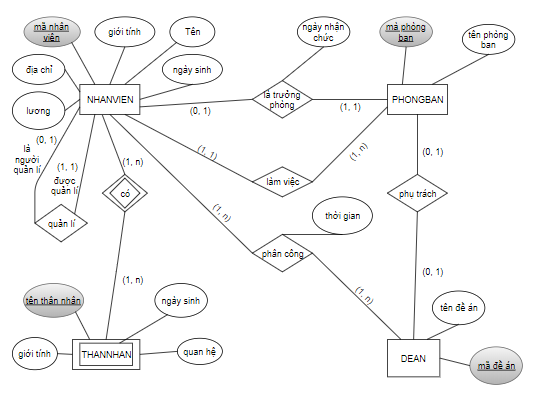 mã nhân
viên
giới tính
Tên
ngày nhận
chức
mã phòng
ban
tên phòng
ban
địa chỉ
ngày sinh
lương
NHANVIEN
là trưởng
phòng
PHONGBAN
(0, 1)
(1, 1)
(0, 1)
là
người
quản lí
(1, 1)
được
quản lí
(1, n)
(1, 1)
(1, n)
(0, 1)
làm việc
có
phụ trách
quản lí
(1, n)
thời gian
phân công
(1, n)
(1, n)
(0, 1)
tên thân nhân
ngày sinh
tên đề án
giới tính
THANNHAN
quan hệ
DEAN
mã đề án